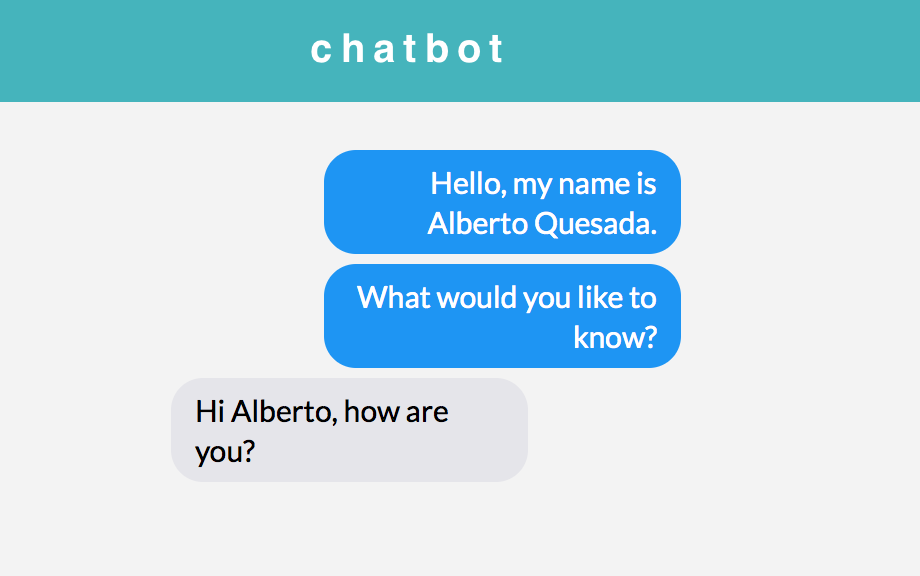 chatbot
Hello, my name is
Alberto Quesada.
What would you like to
know?
Hi Alberto, how are
you?